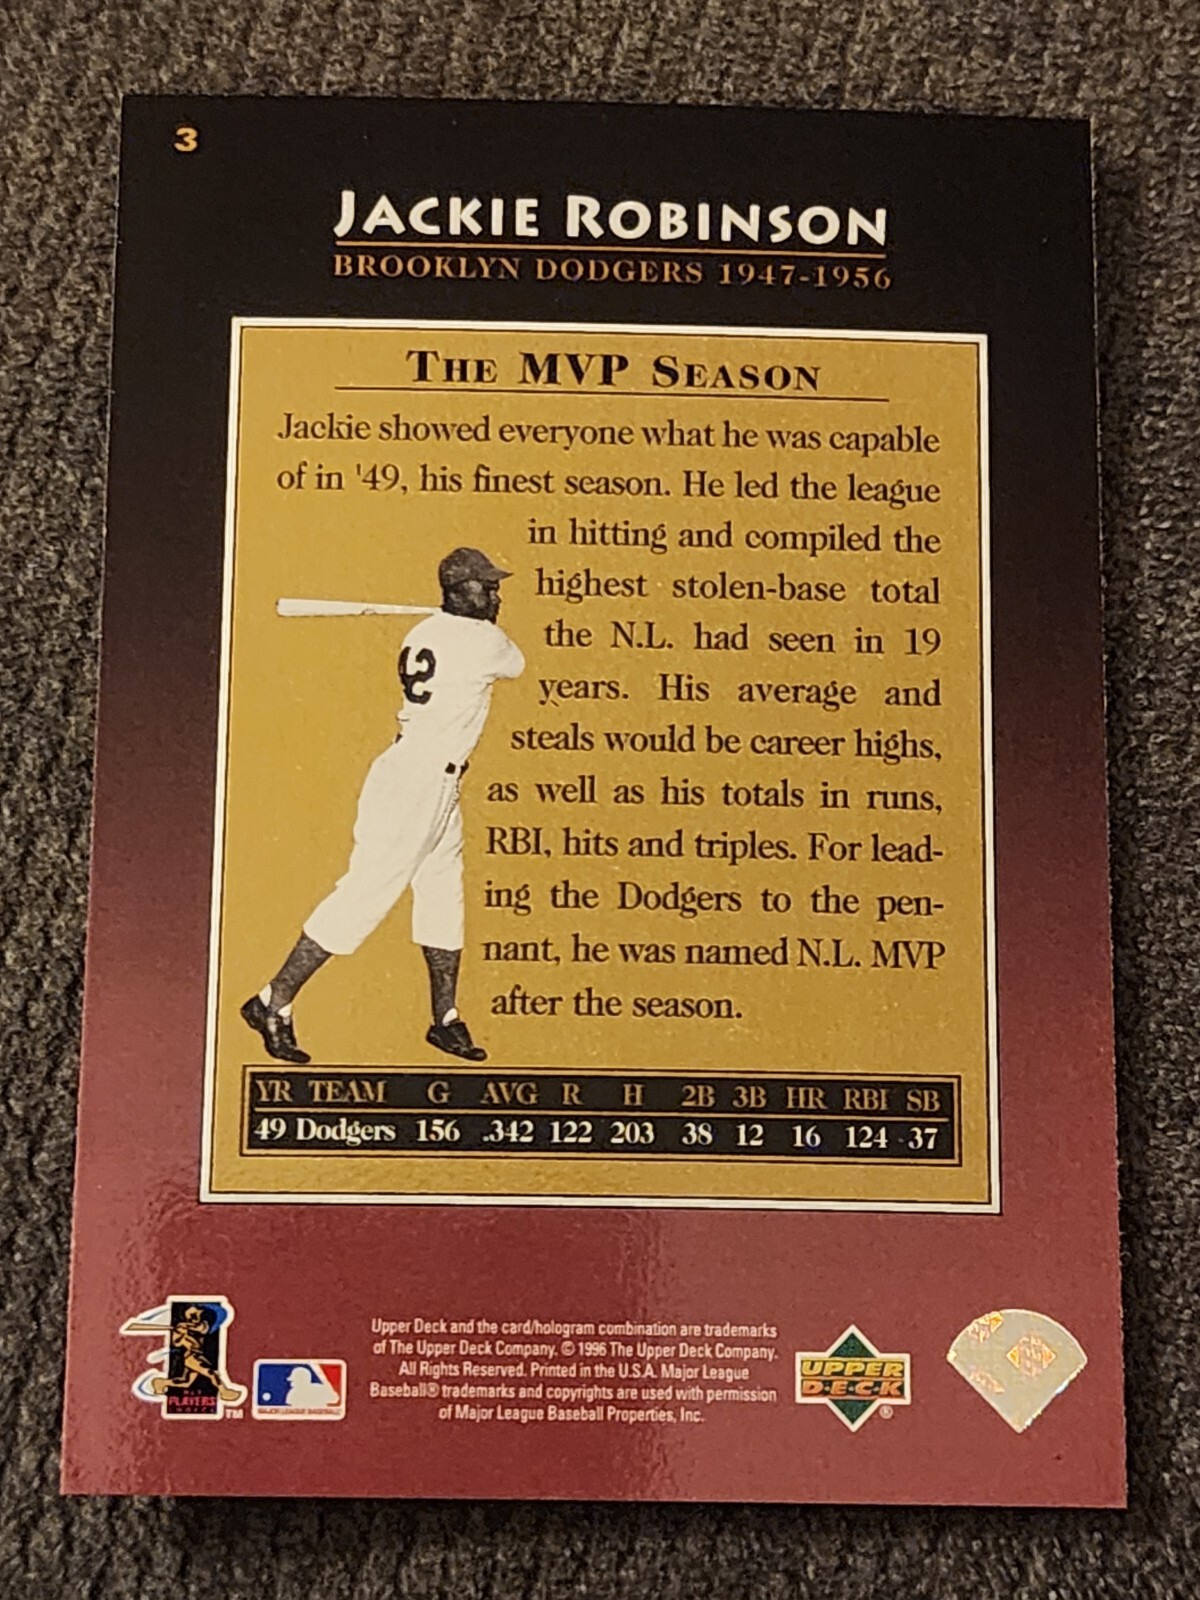 3
JACKIE ROBINSON
BROOKLYN DODGERS 1947-1956
THE MVP SEASON
Jackie showed everyone what he was capable
of in '49, his finest season. He led the league
in hitting and compiled the
highest stolen-base total
the N.L. had seen in 19
years. His average and
steals would be career highs,
as well as his totals in runs,
RBI, hits and triples. For lead-
ing the Dodgers to the pen-
nant, he was named N.L. MVP
after the season.
42
YR TEAM G AVG R H 2B 3B HR RBI SB
49 Dodgers 156 .342 122 203 38 12 16 124 37
Upper Deck and the card/hologram combination are trademarks
of The Upper Deck Company. © 1996 The Upper Deck Company.
All Rights Reserved. Printed in the U.S.A. Major League
Baseball® trademarks and copyrights are used with permission
of Major League Baseball Properties, Inc.
PLAYERS
TM
MAJOR LEAGUE BASEBALL
UPPER
DECK
®